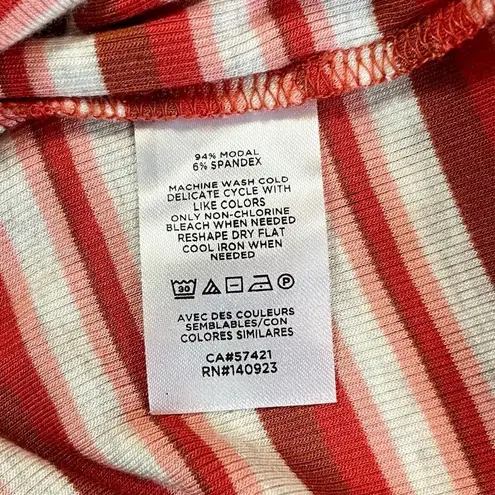 94% MODAL
6% SPANDEX
MACHINE WASH COLD
DELICATE CYCLE WITH
LIKE COLORS
ONLY NON-CHLORINE
BLEACH WHEN NEEDED
RESHAPE DRY FLAT
COOL IRON WHEN
NEEDED
30 P
AVEC DES COULEURS
SEMBLABLES/CON
COLORES SIMILARES
CA#57421
RN#140923